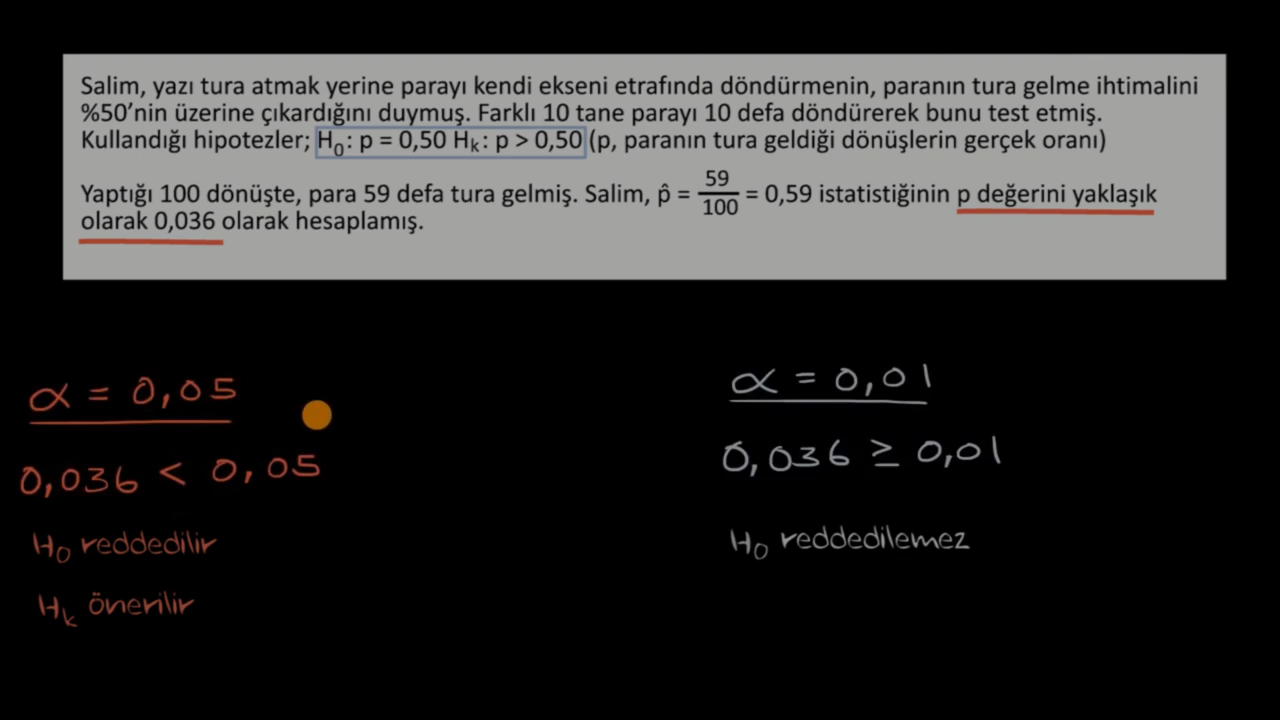 Salim, yazı tura atmak yerine parayı kendi ekseni etrafında döndürmenin, paranın tura gelme ihtimalini
%50’nin üzerine çıkardığını duymuş. Farklı 10 tane parayı 10 defa döndürerek bunu test etmiş.
Kullandığı hipotezler; H₀: p = 0,50 Hₖ: p > 0,50 (p, paranın tura geldiği dönüşlerin gerçek oranı)
Yaptığı 100 dönüşte, para 59 defa tura gelmiş. Salim, p̂ = 59/100 = 0,59 istatistiğinin p değerini yaklaşık
olarak 0,036 olarak hesaplamış.
α = 0,05
0,036 < 0,05
H₀ reddedilir
Hₖ önerilir
α = 0,01
0,036 ≥ 0,01
H₀ reddedilemez